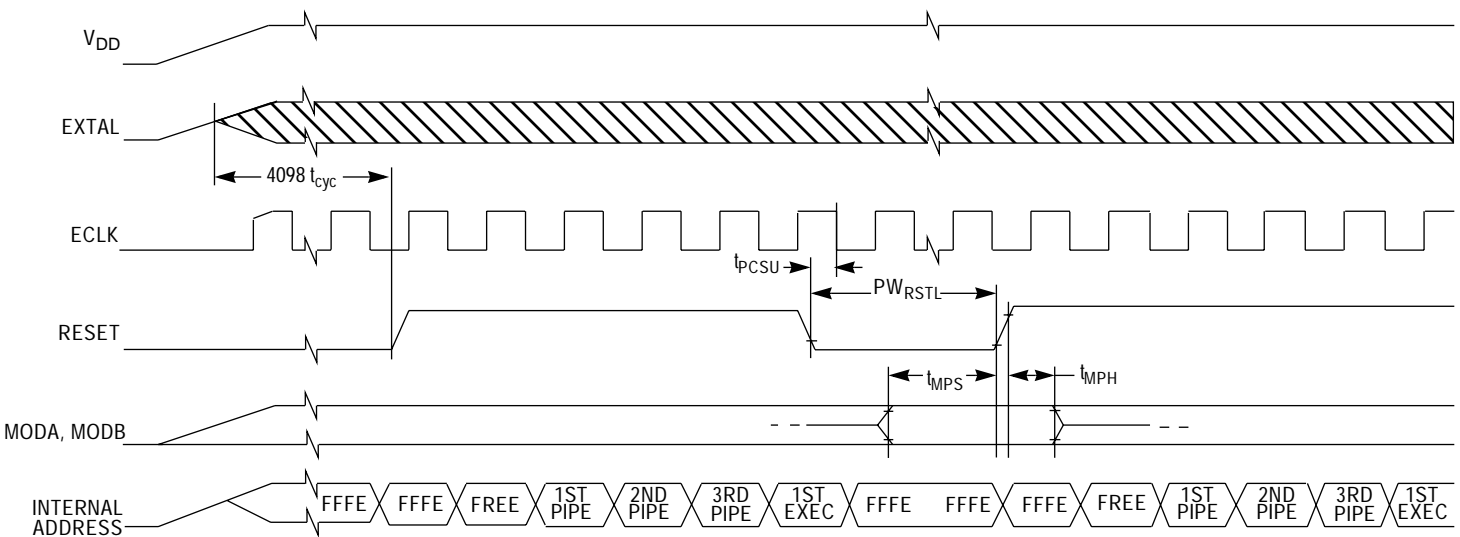 VDD
EXTAL
4098 tcyc
ECLK
tPCSU
PWRSTL
RESET
tMPS
tMPH
MODA, MODB
INTERNAL
ADDRESS
FFFE FFFE FREE 1ST PIPE 2ND PIPE 3RD PIPE 1ST EXEC FFFE FFFE FFFE FREE 1ST PIPE 2ND PIPE 3RD PIPE 1ST EXEC